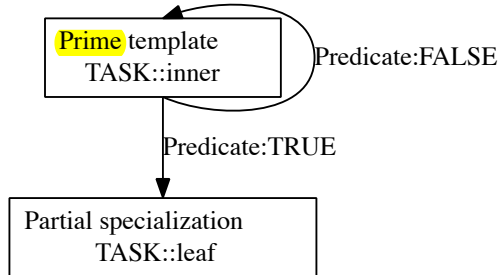 Prime template
TASK::inner
Predicate:FALSE
Predicate:TRUE
Partial specialization
TASK::leaf